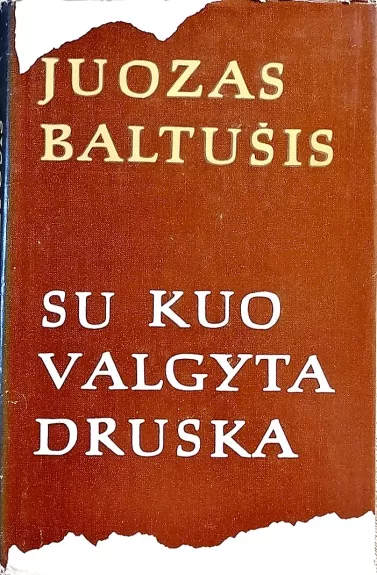 JUOZAS
BALTUŠIS
SU KUO
VALGYTA
DRUSKA